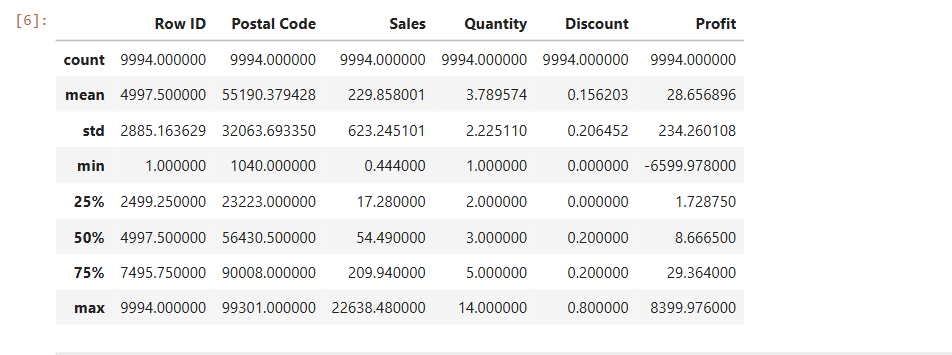 [6]: Row ID Postal Code Sales Quantity Discount Profit
count 9994.000000 9994.000000 9994.000000 9994.000000 9994.000000 9994.000000
mean 4997.500000 55190.379428 229.858001 3.789574 0.156203 28.656896
std 2885.163629 32063.693350 623.245101 2.225110 0.206452 234.260108
min 1.000000 1040.000000 0.444000 1.000000 0.000000 -6599.978000
25% 2499.250000 23223.000000 17.280000 2.000000 0.000000 1.728750
50% 4997.500000 56430.500000 54.490000 3.000000 0.200000 8.666500
75% 7495.750000 90008.000000 209.940000 5.000000 0.200000 29.364000
max 9994.000000 99301.000000 22638.480000 14.000000 0.800000 8399.976000